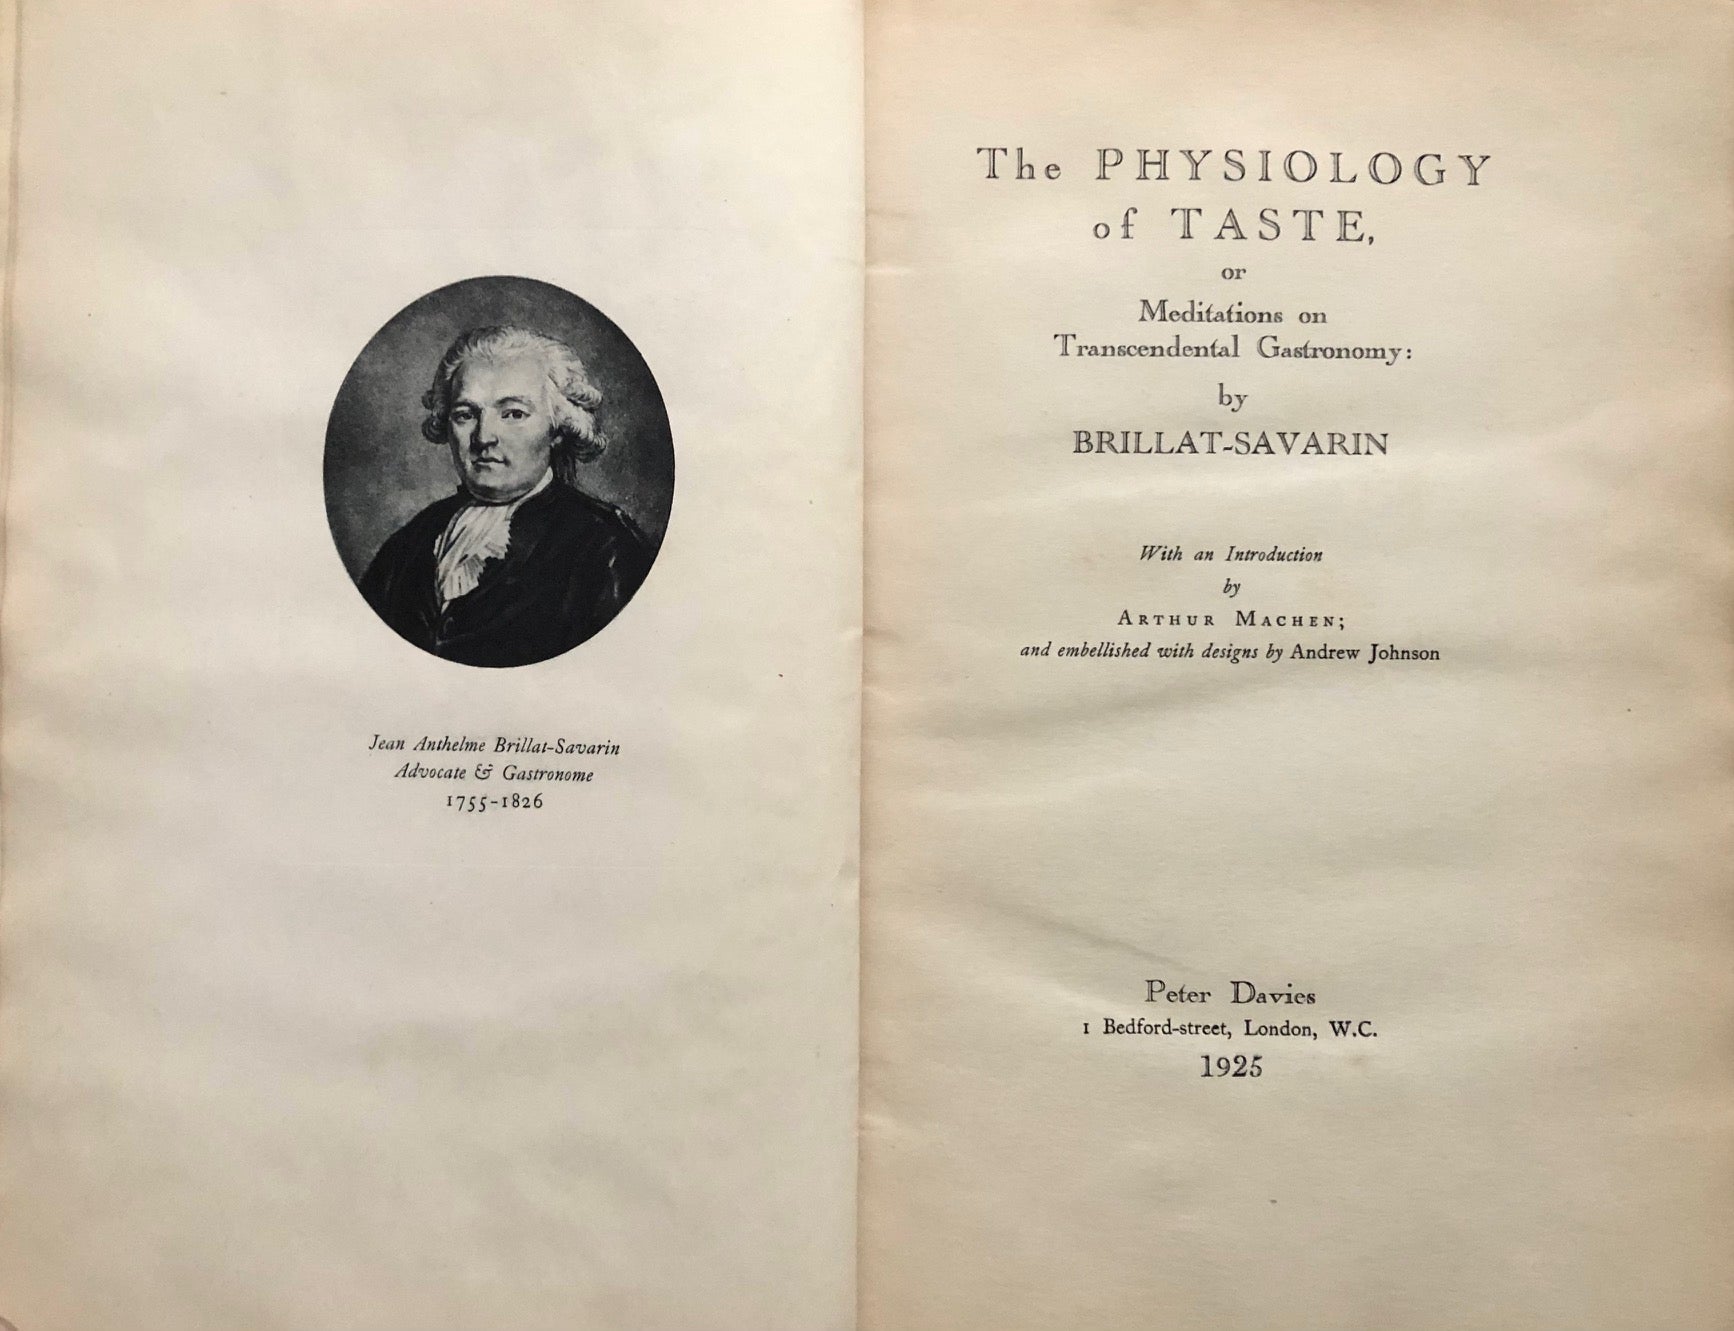 Jean Anthelme Brillat-Savarin
Advocate & Gastronome
1755-1826
The PHYSIOLOGY
of TASTE,
or
Meditations on
Transcendental Gastronomy:
by
BRILLAT-SAVARIN
With an Introduction
by
ARTHUR MACHEN;
and embellished with designs by Andrew Johnson
Peter Davies
1 Bedford-street, London, W.C.
1925